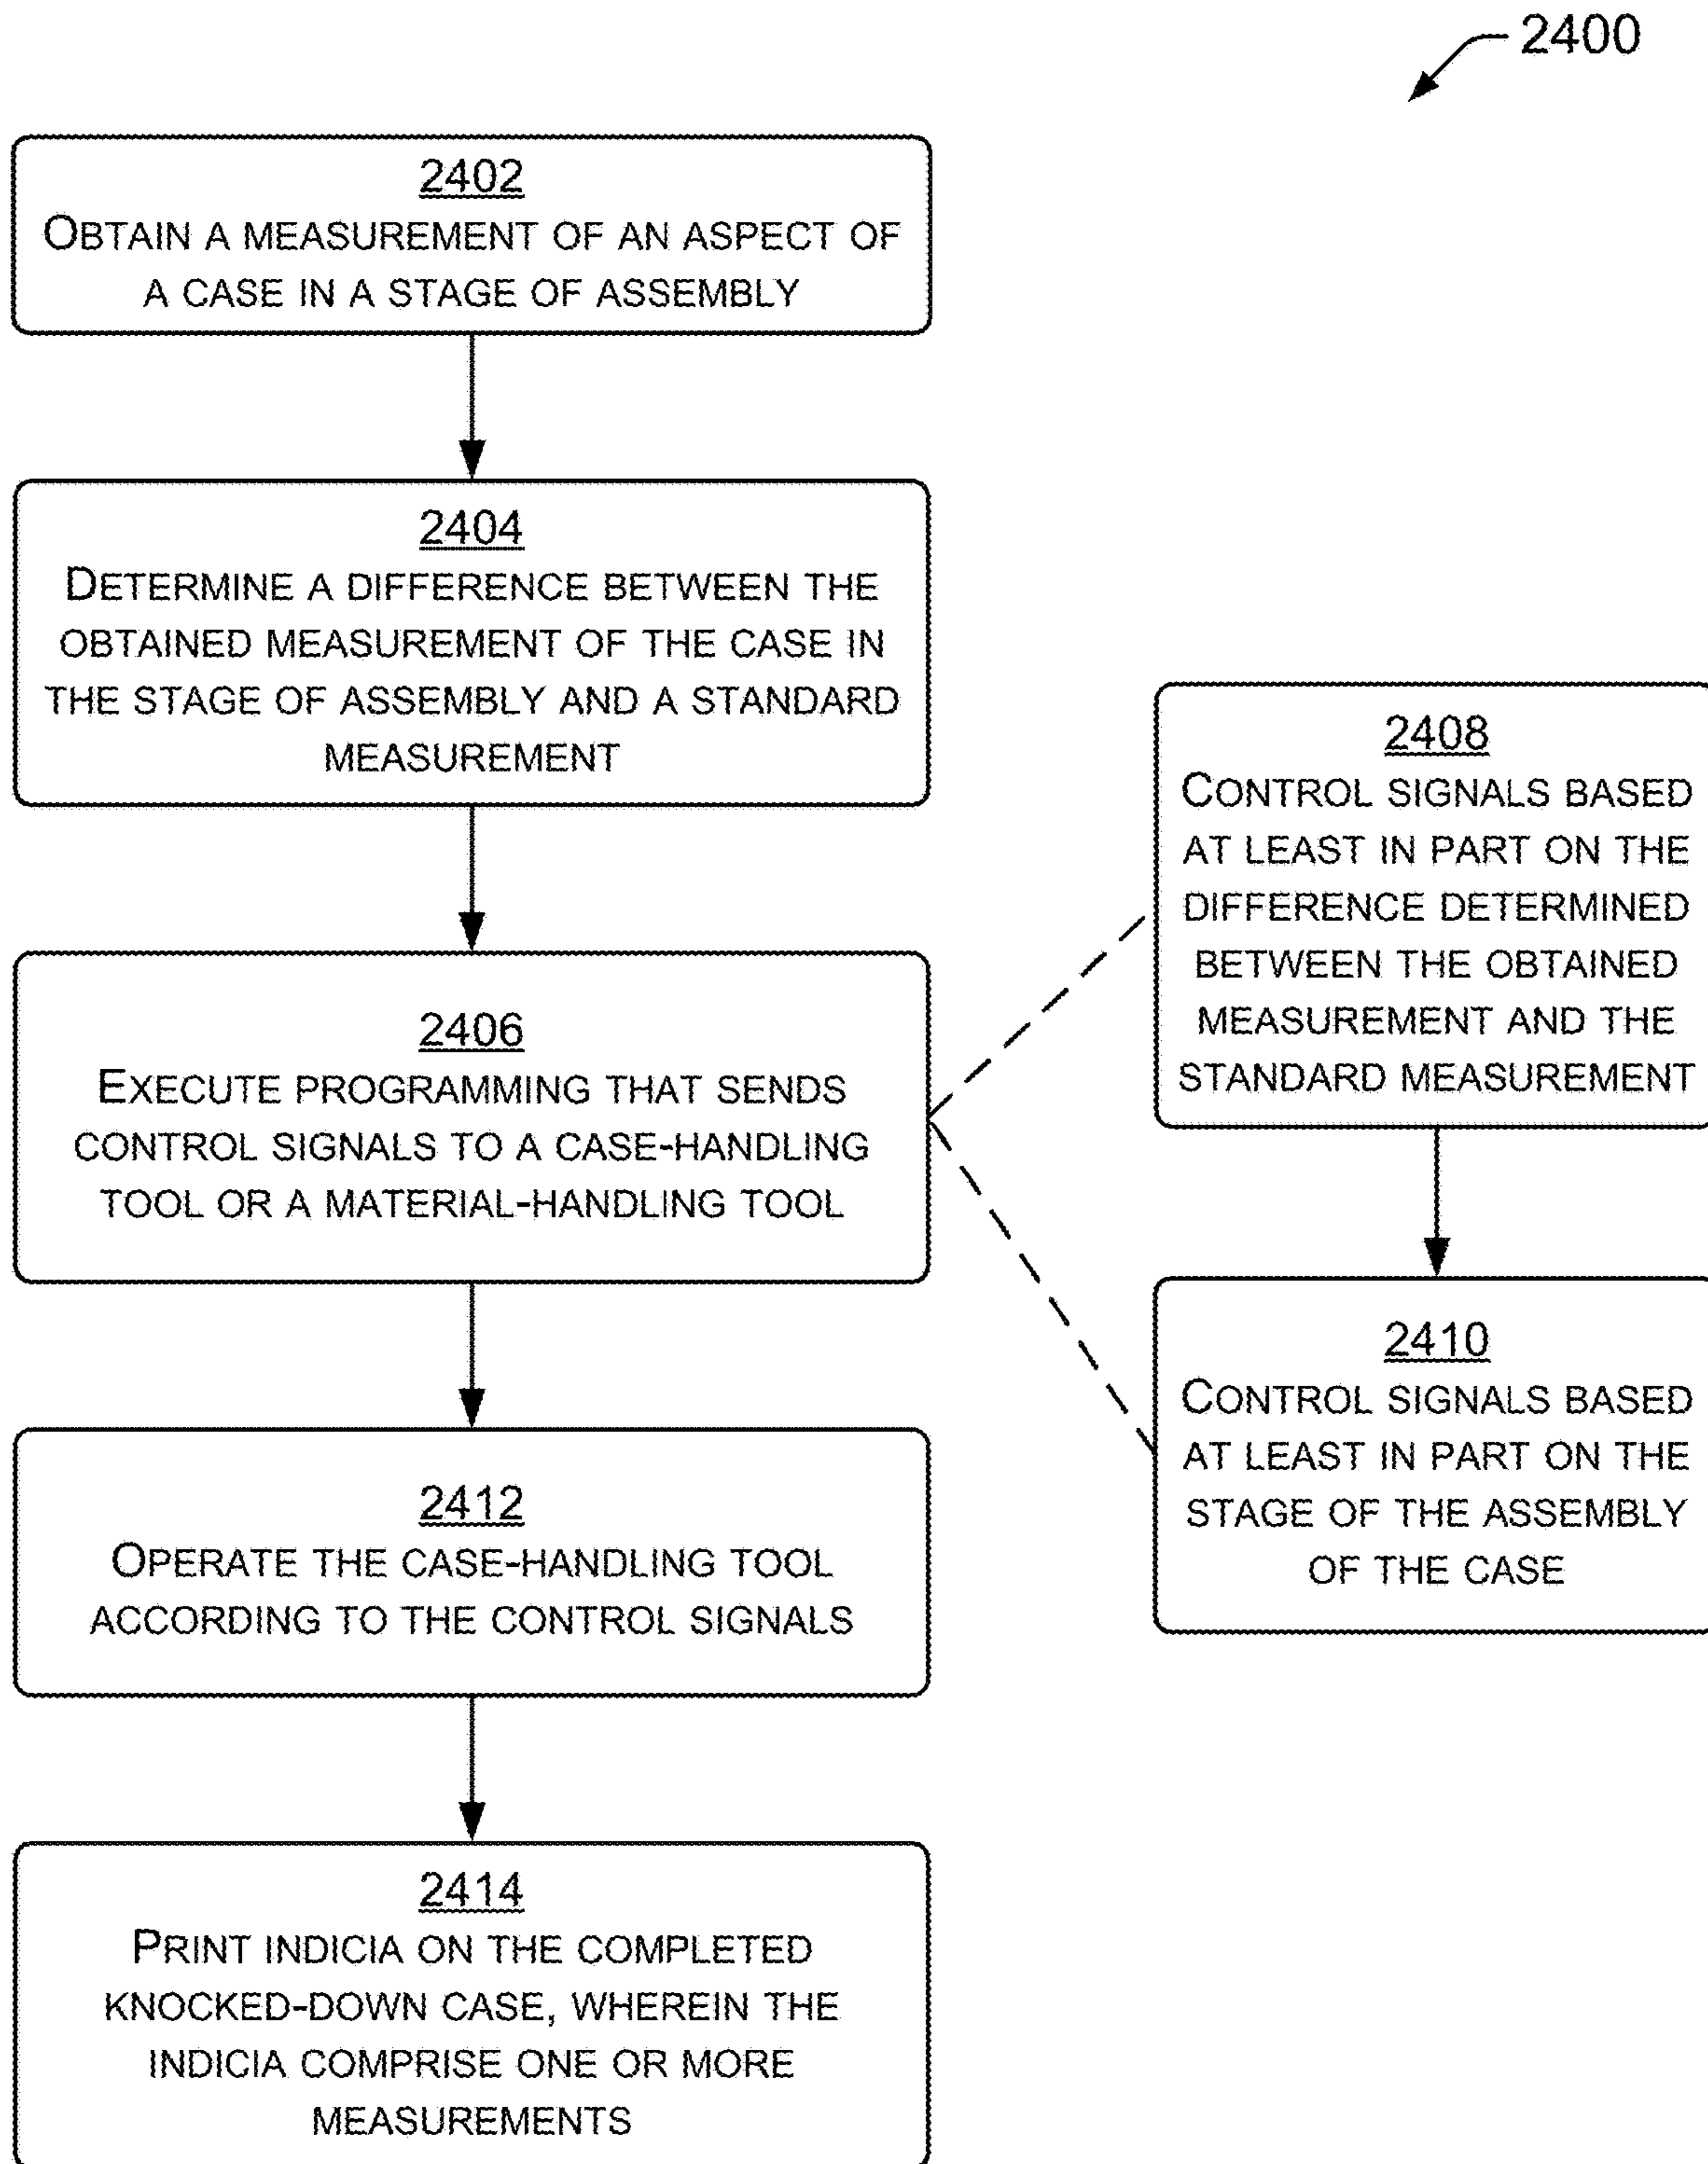 2400
2402
OBTAIN A MEASUREMENT OF AN ASPECT OF
A CASE IN A STAGE OF ASSEMBLY
2404
DETERMINE A DIFFERENCE BETWEEN THE
OBTAINED MEASUREMENT OF THE CASE IN
THE STAGE OF ASSEMBLY AND A STANDARD
MEASUREMENT
2406
EXECUTE PROGRAMMING THAT SENDS
CONTROL SIGNALS TO A CASE-HANDLING
TOOL OR A MATERIAL-HANDLING TOOL
2408
CONTROL SIGNALS BASED
AT LEAST IN PART ON THE
DIFFERENCE DETERMINED
BETWEEN THE OBTAINED
MEASUREMENT AND THE
STANDARD MEASUREMENT
2410
CONTROL SIGNALS BASED
AT LEAST IN PART ON THE
STAGE OF THE ASSEMBLY
OF THE CASE
2412
OPERATE THE CASE-HANDLING TOOL
ACCORDING TO THE CONTROL SIGNALS
2414
PRINT INDICIA ON THE COMPLETED
KNOCKED-DOWN CASE, WHEREIN THE
INDICIA COMPRISE ONE OR MORE
MEASUREMENTS